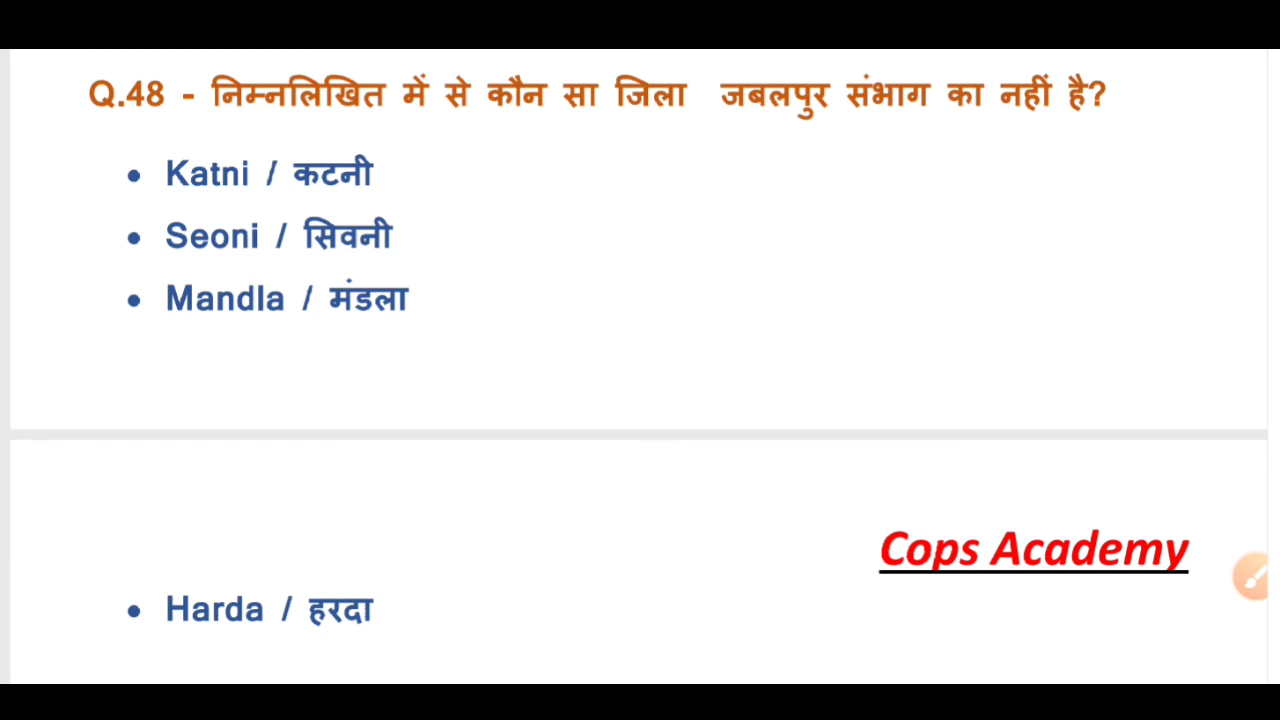 Q.48 - निम्नलिखित में से कौन सा जिला जबलपुर संभाग का नहीं है?
• Katni / कटनी
• Seoni / सिवनी
• Mandla / मंडला
Cops Academy
• Harda / हरदा